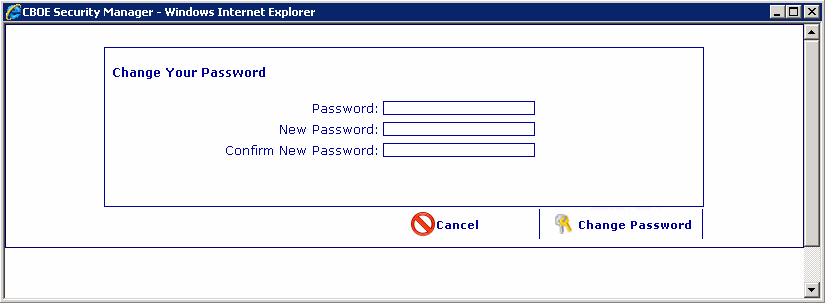 CBOE Security Manager - Windows Internet Explorer
Change Your Password
Password:
New Password:
Confirm New Password:
Cancel Change Password